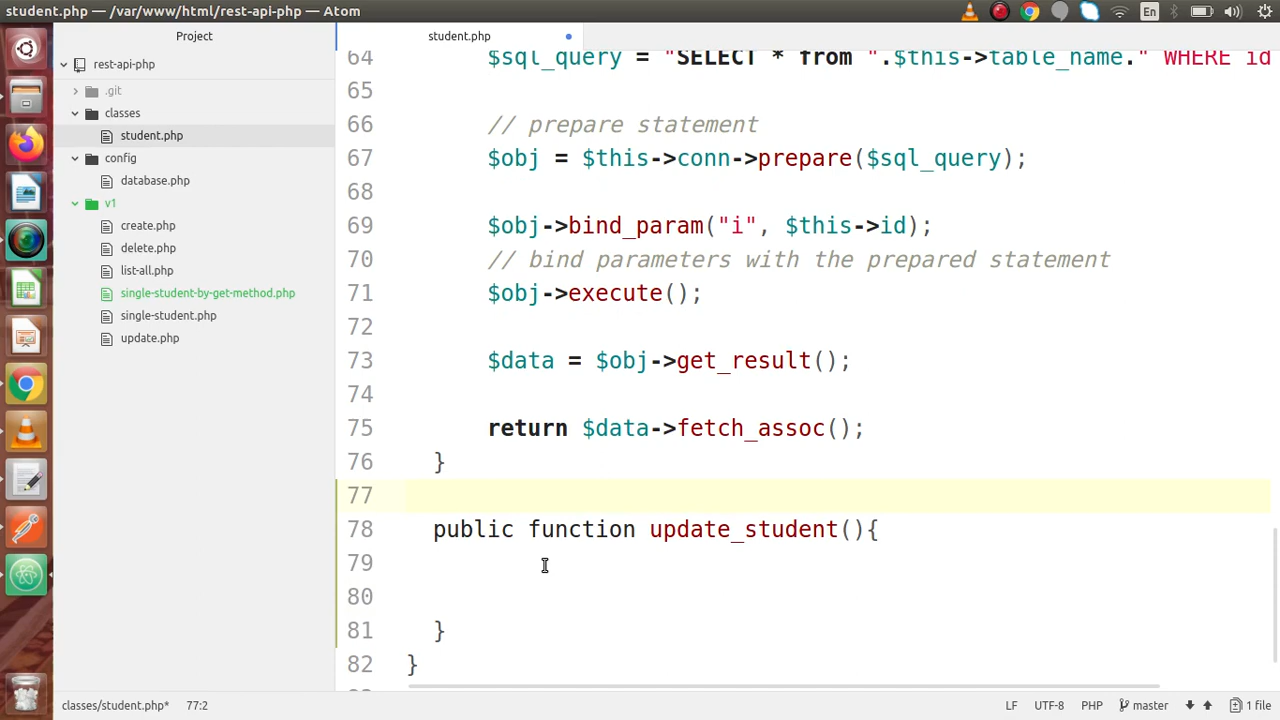 student.php — /var/www/html/rest-api-php — Atom
En
Project
student.php
rest-api-php
.git
classes
student.php
config
database.php
v1
create.php
delete.php
list-all.php
single-student-by-get-method.php
single-student.php
update.php
64 $sql_query = "SELECT * from ".$this->table_name." WHERE id
65
66 // prepare statement
67 $obj = $this->conn->prepare($sql_query);
68
69 $obj->bind_param("i", $this->id);
70 // bind parameters with the prepared statement
71 $obj->execute();
72
73 $data = $obj->get_result();
74
75 return $data->fetch_assoc();
76 }
77
78 public function update_student(){
79
80
81 }
82 }
classes/student.php* 77:2
LF UTF-8 PHP master 1 file